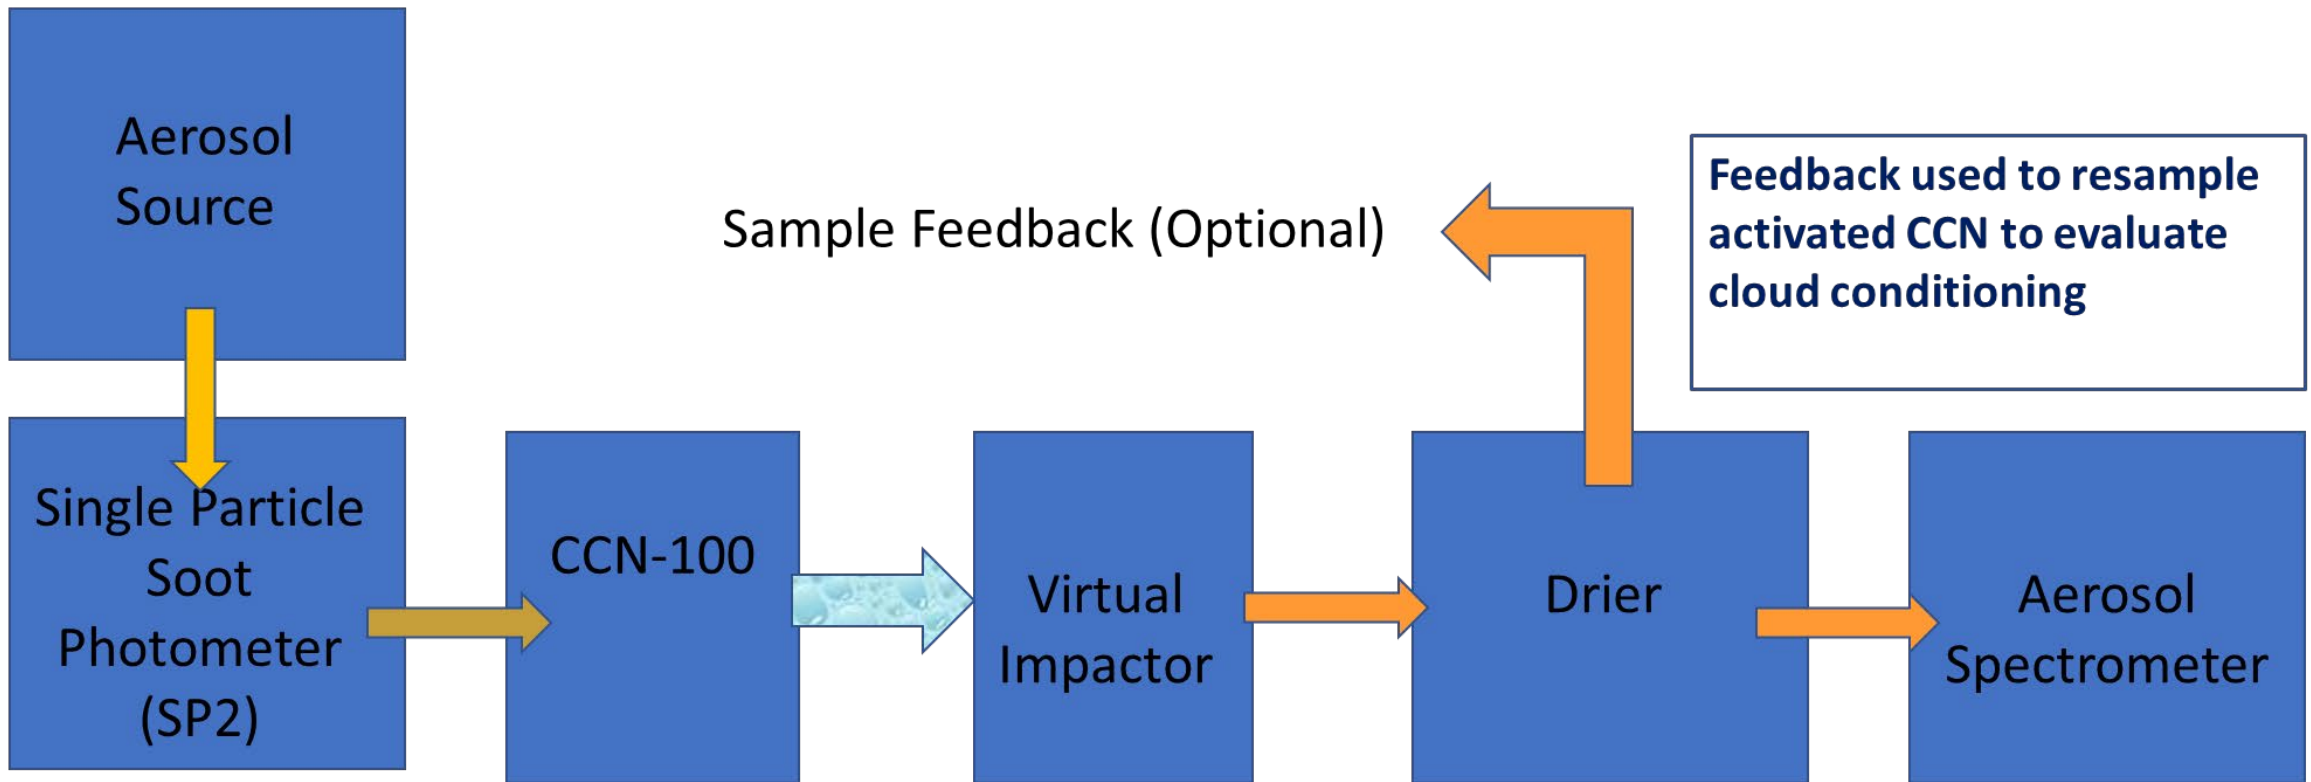 Aerosol
Source
Sample Feedback (Optional)
Feedback used to resample
activated CCN to evaluate
cloud conditioning
Single Particle
Soot
Photometer
(SP2)
CCN-100
Virtual
Impactor
Drier
Aerosol
Spectrometer